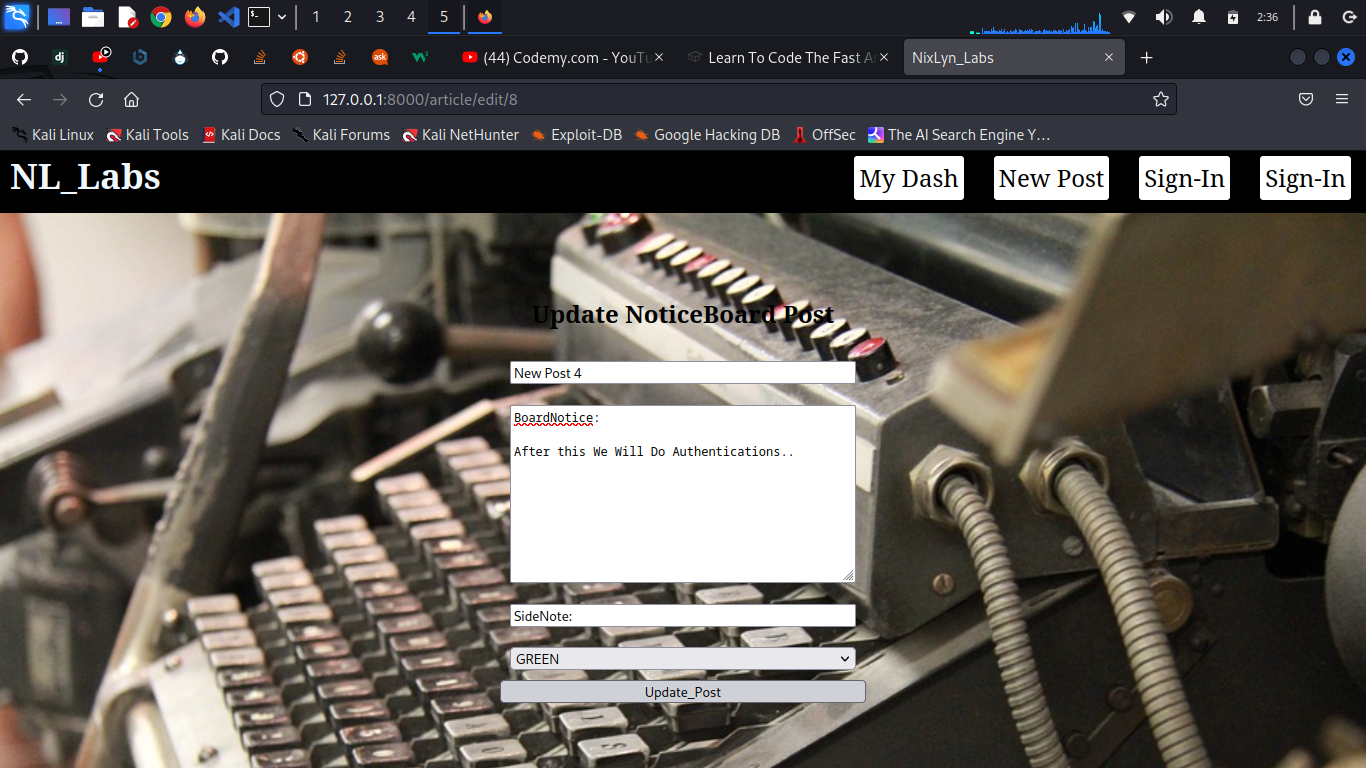 1 2 3 4 5 2:36
(44) Codemy.com - YouTu
Learn To Code The Fast A
NixLyn_Labs
127.0.0.1:8000/article/edit/8
Kali Linux Kali Tools Kali Docs Kali Forums Kali NetHunter Exploit-DB Google Hacking DB OffSec The AI Search Engine Y…
NL_Labs My Dash New Post Sign-In Sign-In
Update NoticeBoard Post
New Post 4
BoardNotice:
After this We Will Do Authentications..
SideNote:
GREEN
Update_Post